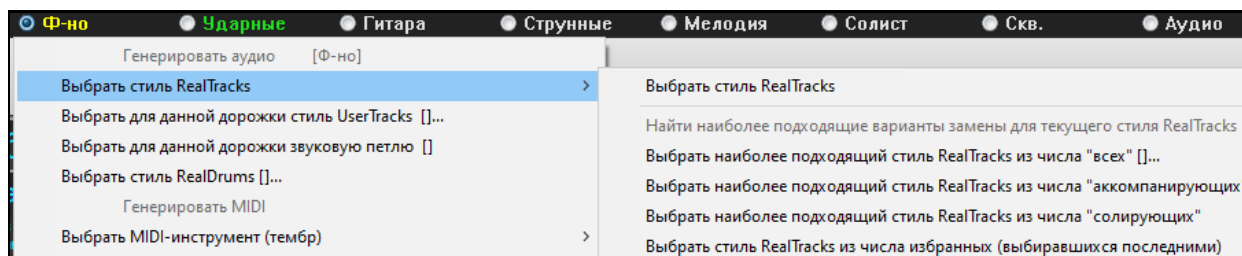 Ф-но Ударные Гитара Струнные Мелодия Солист Скв. Аудио
Генерировать аудио [Ф-но]
Выбрать стиль RealTracks
Выбрать для данной дорожки стиль UserTracks []...
Выбрать для данной дорожки звуковую петлю []
Выбрать стиль RealDrums []...
Генерировать MIDI
Выбрать MIDI-инструмент (тембр)
Выбрать стиль RealTracks
Найти наиболее подходящие варианты замены для текущего стиля RealTracks
Выбрать наиболее подходящий стиль RealTracks из числа "всех" []...
Выбрать наиболее подходящий стиль RealTracks из числа "аккомпанирующих
Выбрать наиболее подходящий стиль RealTracks из числа "солирующих"
Выбрать стиль RealTracks из числа избранных (выбиравшихся последними)